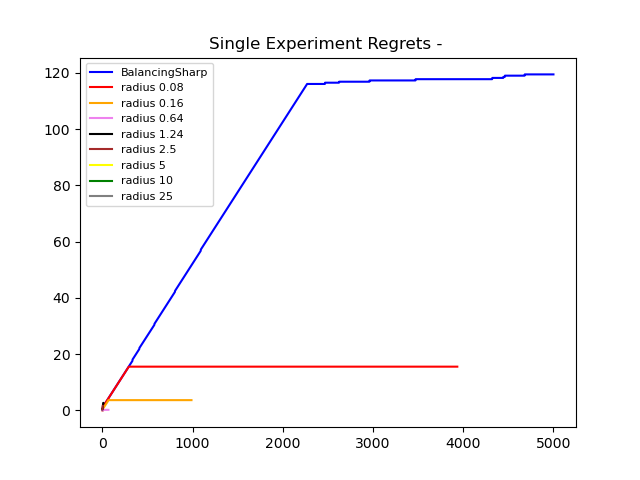 Single Experiment Regrets -
BalancingSharp
radius 0.08
radius 0.16
radius 0.64
radius 1.24
radius 2.5
radius 5
radius 10
radius 25
120
100
80
60
40
20
0
0 1000 2000 3000 4000 5000